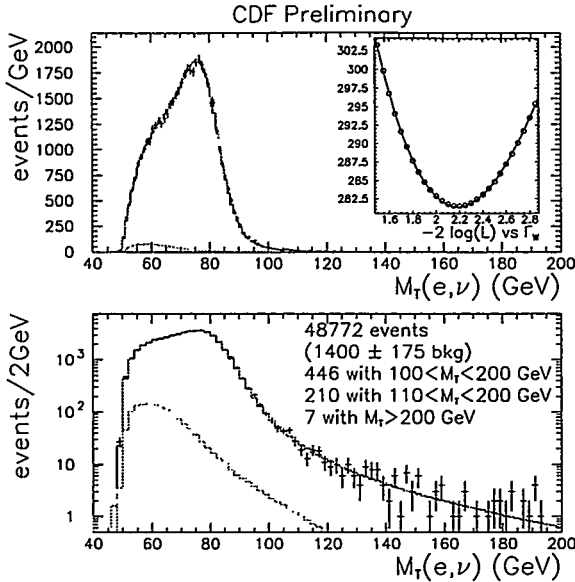 CDF Preliminary
events/GeV
2000
1750
1500
1250
1000
750
500
250
0
40 60 80 100 120 140 160 180 200
M_T(e,ν) (GeV)
302.5
300
297.5
295
292.5
290
287.5
285
282.5
1.6 1.8 2 2.2 2.4 2.6 2.8
-2 log(L) vs Γ_W
events/2GeV
10^3
10^2
10
1
48772 events
(1400 ± 175 bkg)
446 with 100<M_T<200 GeV
210 with 110<M_T<200 GeV
7 with M_T>200 GeV
40 60 80 100 120 140 160 180 200
M_T(e,ν) (GeV)